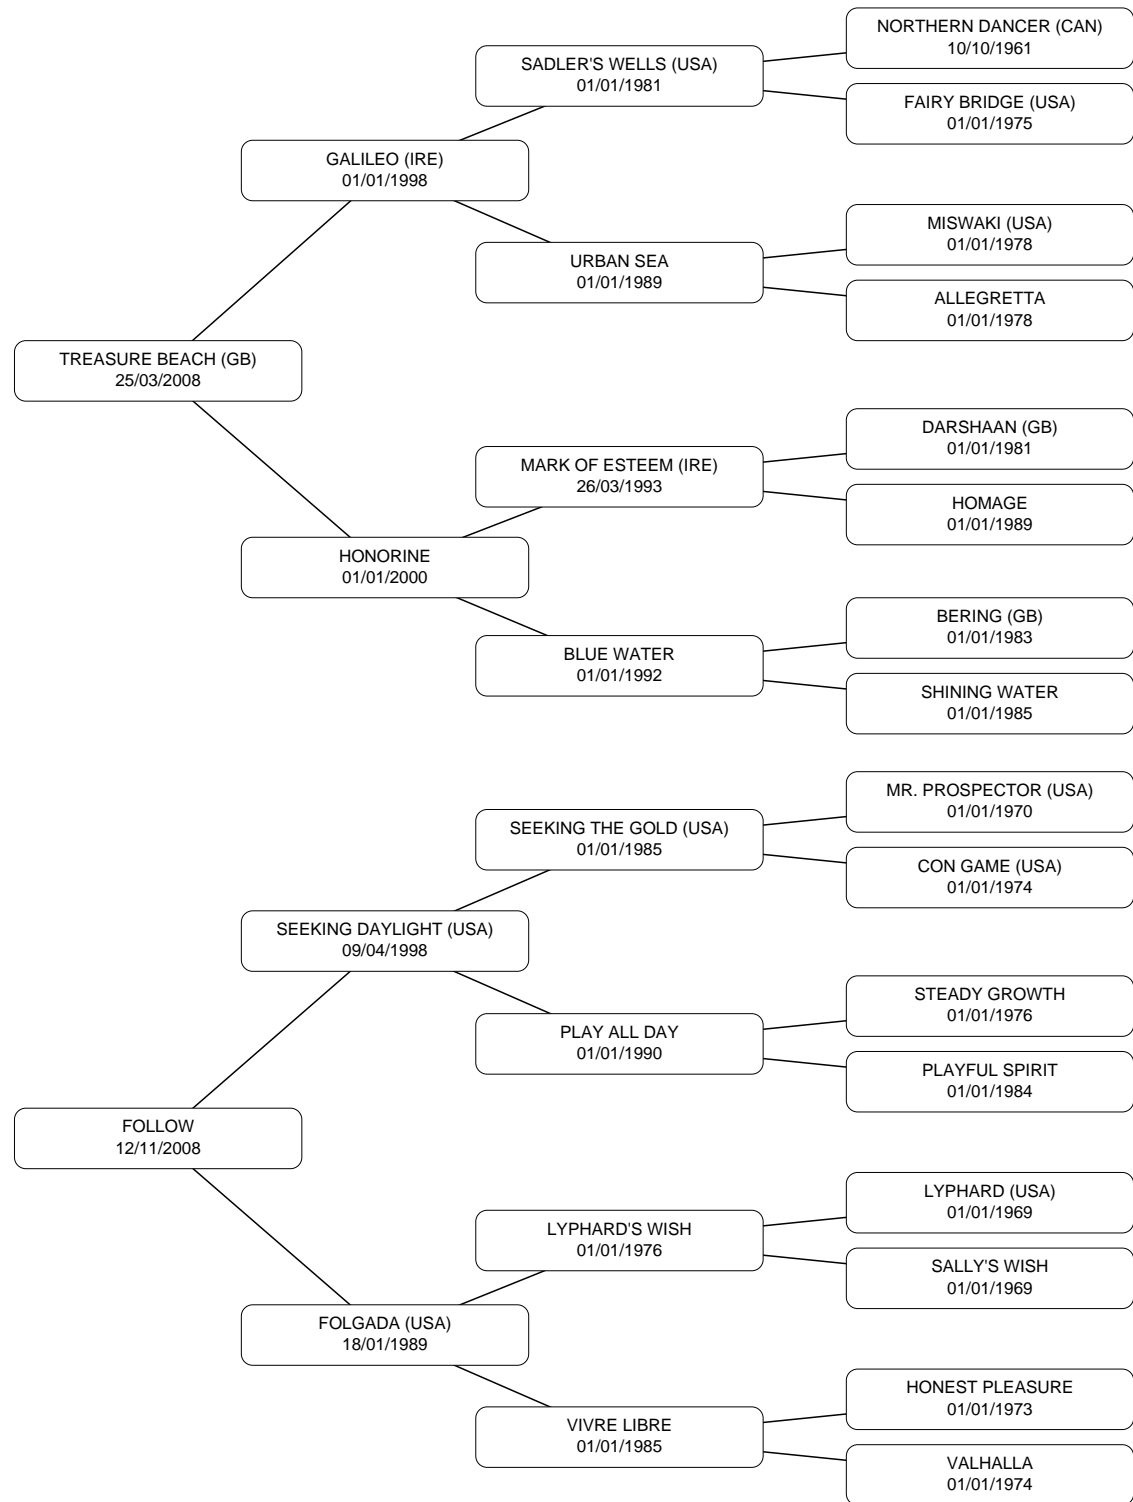 NORTHERN DANCER (CAN)
10/10/1961
SADLER'S WELLS (USA)
01/01/1981
FAIRY BRIDGE (USA)
01/01/1975
GALILEO (IRE)
01/01/1998
MISWAKI (USA)
01/01/1978
URBAN SEA
01/01/1989
ALLEGRETTA
01/01/1978
TREASURE BEACH (GB)
25/03/2008
DARSHAAN (GB)
01/01/1981
MARK OF ESTEEM (IRE)
26/03/1993
HOMAGE
01/01/1989
HONORINE
01/01/2000
BERING (GB)
01/01/1983
BLUE WATER
01/01/1992
SHINING WATER
01/01/1985
MR. PROSPECTOR (USA)
01/01/1970
SEEKING THE GOLD (USA)
01/01/1985
CON GAME (USA)
01/01/1974
SEEKING DAYLIGHT (USA)
09/04/1998
STEADY GROWTH
01/01/1976
PLAY ALL DAY
01/01/1990
PLAYFUL SPIRIT
01/01/1984
FOLLOW
12/11/2008
LYPHARD (USA)
01/01/1969
LYPHARD'S WISH
01/01/1976
SALLY'S WISH
01/01/1969
FOLGADA (USA)
18/01/1989
HONEST PLEASURE
01/01/1973
VIVRE LIBRE
01/01/1985
VALHALLA
01/01/1974